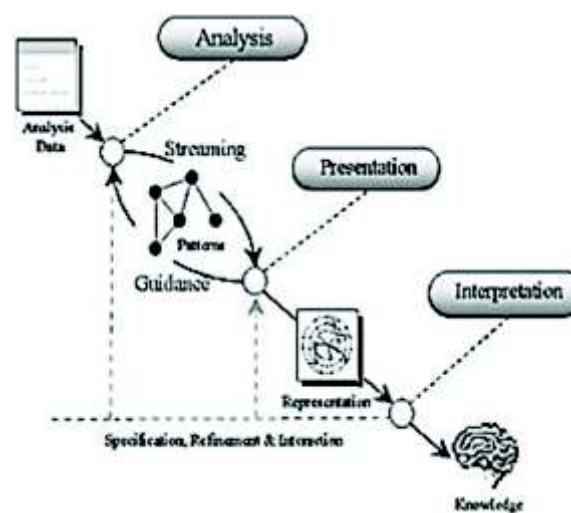 Analysis
Analysis
Data
Streaming
Presentation
Patterns
Guidance
Interpretation
Representation
Specification, Refinement & Interaction
Knowledge